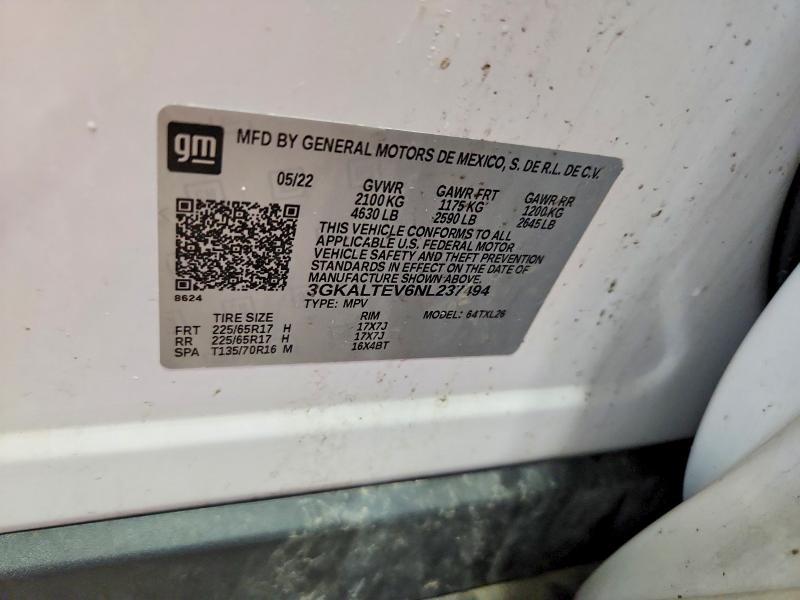 gm MFD BY GENERAL MOTORS DE MEXICO, S. DE R.L. DE C.V.
05/22 GVWR GAWR FRT GAWR RR
2100 KG 1175 KG 1200 KG
4630 LB 2590 LB 2645 LB
THIS VEHICLE CONFORMS TO ALL
APPLICABLE U.S. FEDERAL MOTOR
VEHICLE SAFETY AND THEFT PREVENTION
STANDARDS IN EFFECT ON THE DATE OF
MANUFACTURE SHOWN ABOVE.
3GKALTEV6NL237494
8624
TYPE: MPV
TIRE SIZE RIM MODEL: 64TXL26
FRT 225/65R17 H 17X7J
RR 225/65R17 H 17X7J
SPA T135/70R16 M 16X4BT